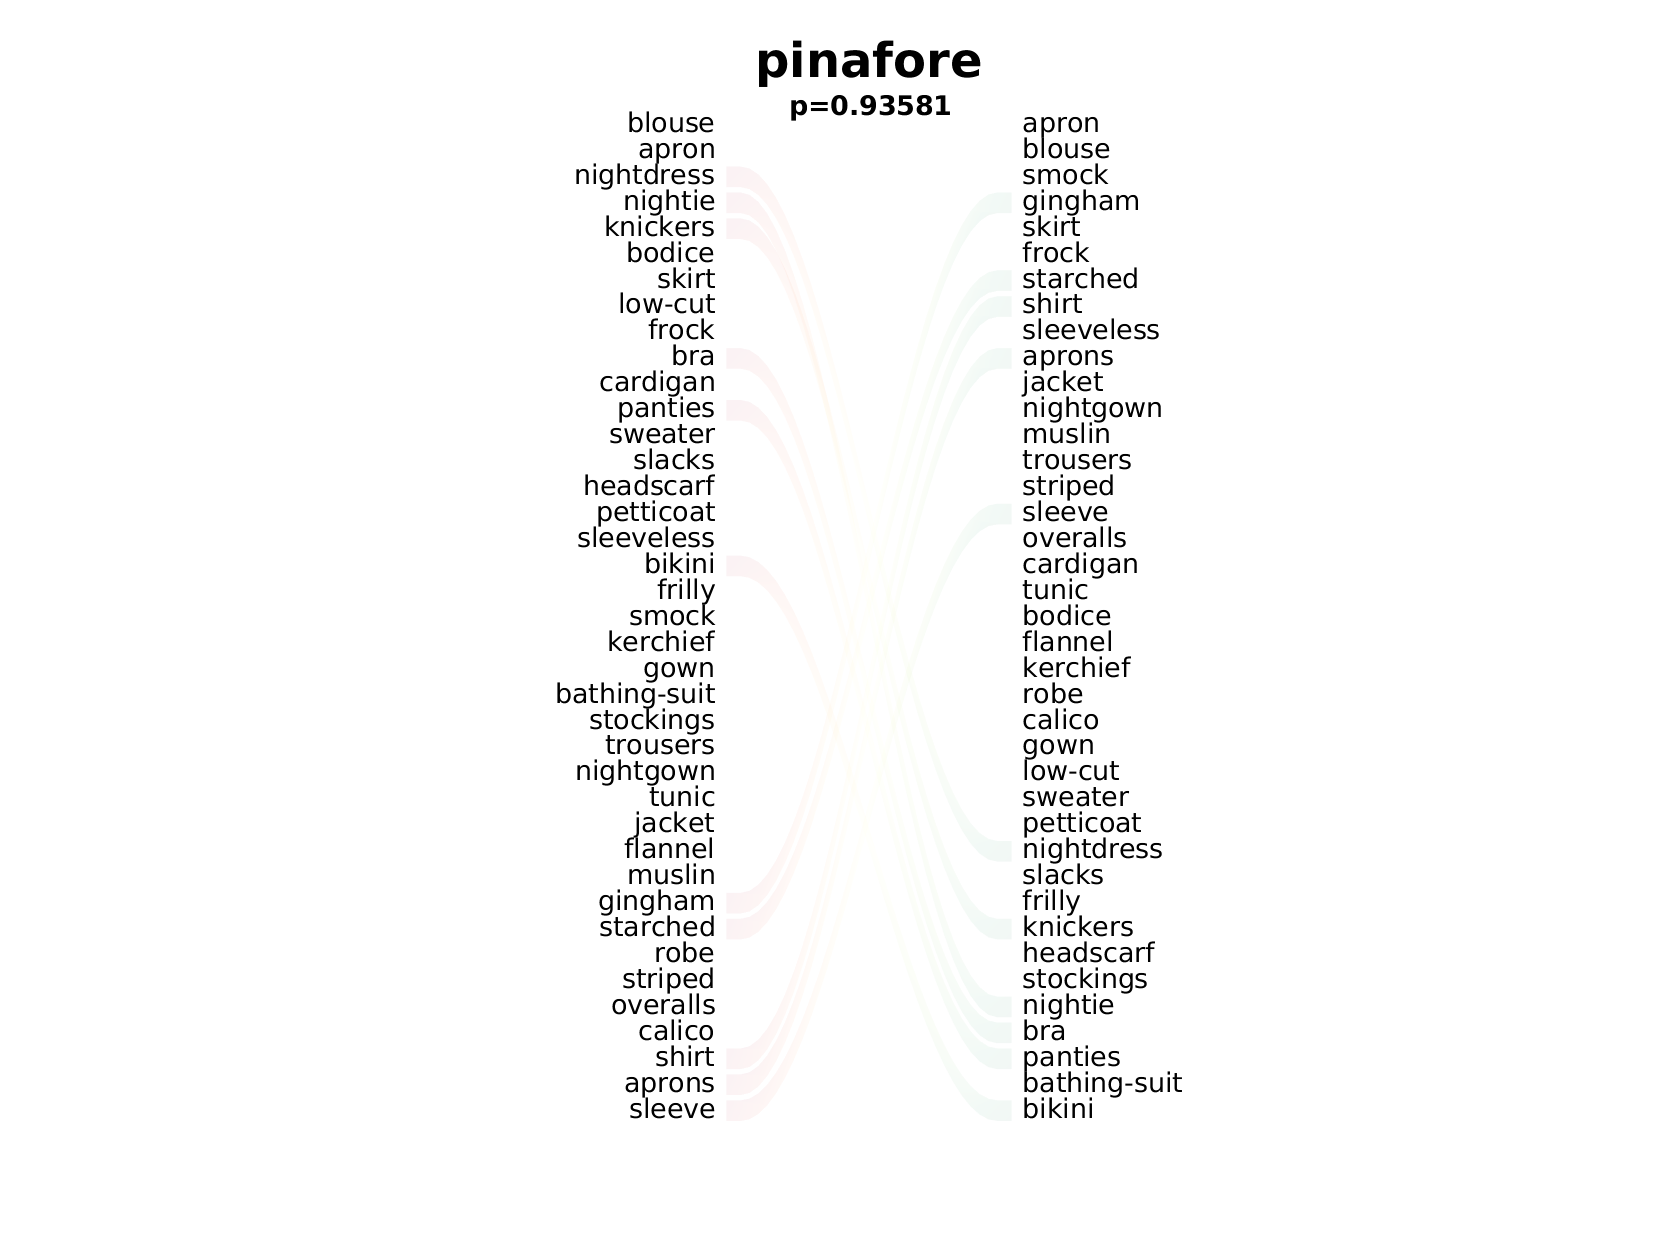 pinafore
p=0.93581
blouse apron
apron blouse
nightdress smock
nightie gingham
knickers skirt
bodice frock
skirt starched
low-cut shirt
frock sleeveless
bra aprons
cardigan jacket
panties nightgown
sweater muslin
slacks trousers
headscarf striped
petticoat sleeve
sleeveless overalls
bikini cardigan
frilly tunic
smock bodice
kerchief flannel
gown kerchief
bathing-suit robe
stockings calico
trousers gown
nightgown low-cut
tunic sweater
jacket petticoat
flannel nightdress
muslin slacks
gingham frilly
starched knickers
robe headscarf
striped stockings
overalls nightie
calico bra
shirt panties
aprons bathing-suit
sleeve bikini